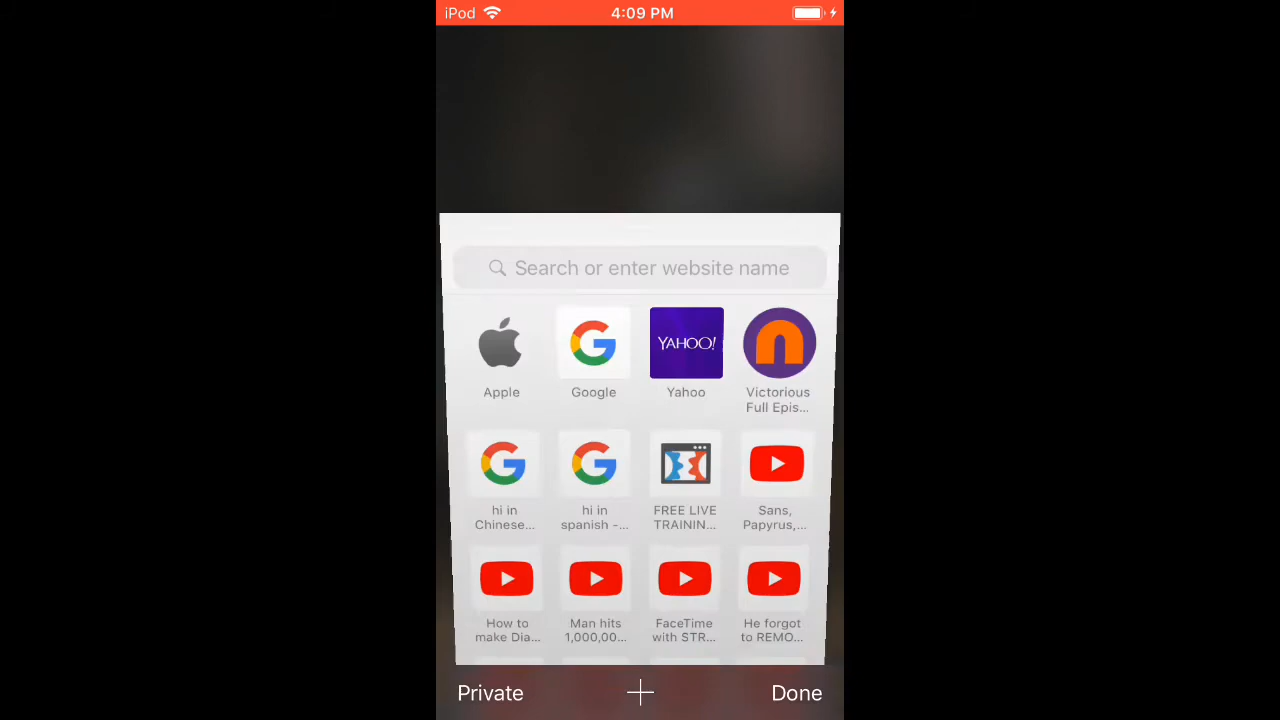 iPod 4:09 PM
Search or enter website name
YAHOO!
Apple Google Yahoo Victorious
Full Epis...
hi in hi in FREE LIVE Sans,
Chinese... spanish -... TRAININ... Papyrus,...
How to Man hits FaceTime He forgot
make Dia... 1,000,00... with STR... to REMO...
Private Done